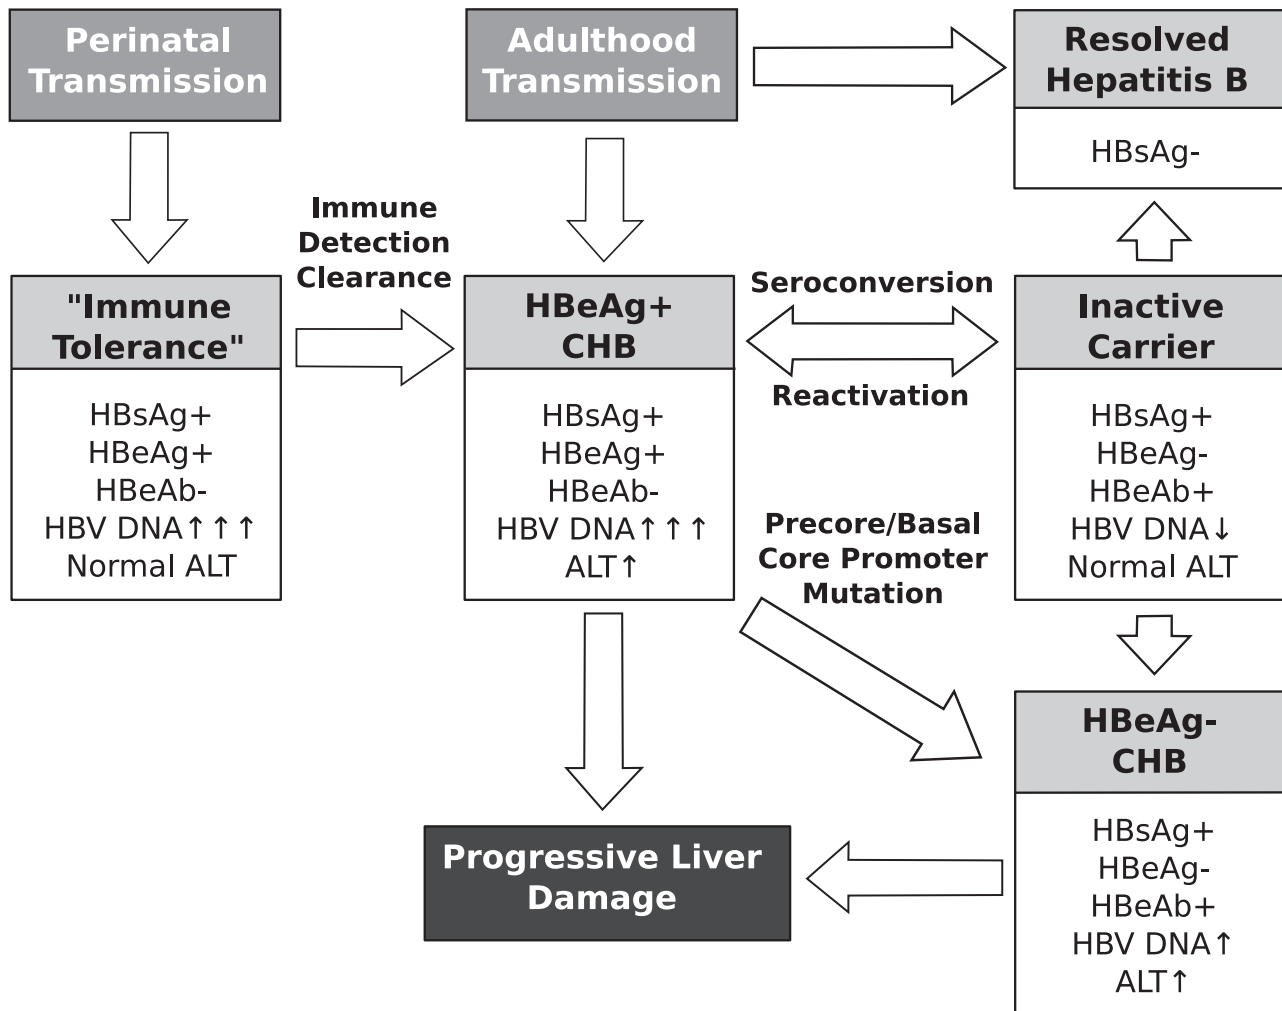 Perinatal
Transmission
Adulthood
Transmission
Resolved
Hepatitis B
HBsAg-
Immune
Detection
Clearance
"Immune
Tolerance"
HBsAg+
HBeAg+
HBeAb-
HBV DNA↑↑↑
Normal ALT
HBeAg+
CHB
HBsAg+
HBeAg+
HBeAb-
HBV DNA↑↑↑
ALT↑
Seroconversion
Reactivation
Inactive
Carrier
HBsAg+
HBeAg-
HBeAb+
HBV DNA↓
Normal ALT
Precore/Basal
Core Promoter
Mutation
HBeAg-
CHB
HBsAg+
HBeAg-
HBeAb+
HBV DNA↑
ALT↑
Progressive Liver
Damage